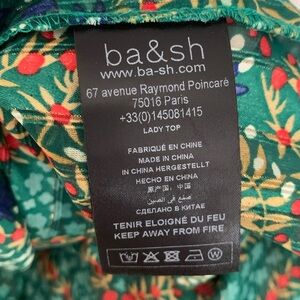 ba&sh
www.ba-sh.com
67 avenue Raymond Poincaré
75016 Paris
+33(0)145081415
LADY TOP
FABRIQUÉ EN CHINE
MADE IN CHINA
IN CHINA HERGESTELLT
HECHO EN CHINA
原产国：中国
صنع في الصين
СДЕЛАНО В КИТАЕ
TENIR ELOIGNÉ DU FEU
KEEP AWAY FROM FIRE